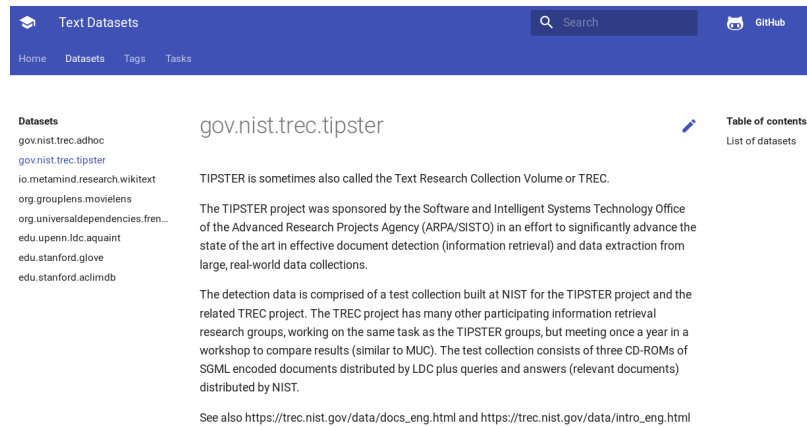 Text Datasets
Search
GitHub
Home Datasets Tags Tasks
Datasets
gov.nist.trec.adhoc
gov.nist.trec.tipster
io.metamind.research.wikitext
org.grouplens.movielens
org.universaldependencies.fren...
edu.upenn.ldc.aquaint
edu.stanford.glove
edu.stanford.aclimdb
gov.nist.trec.tipster
TIPSTER is sometimes also called the Text Research Collection Volume or TREC.
The TIPSTER project was sponsored by the Software and Intelligent Systems Technology Office
of the Advanced Research Projects Agency (ARPA/SISTO) in an effort to significantly advance the
state of the art in effective document detection (information retrieval) and data extraction from
large, real-world data collections.
The detection data is comprised of a test collection built at NIST for the TIPSTER project and the
related TREC project. The TREC project has many other participating information retrieval
research groups, working on the same task as the TIPSTER groups, but meeting once a year in a
workshop to compare results (similar to MUC). The test collection consists of three CD-ROMs of
SGML encoded documents distributed by LDC plus queries and answers (relevant documents)
distributed by NIST.
See also https://trec.nist.gov/data/docs_eng.html and https://trec.nist.gov/data/intro_eng.html
Table of contents
List of datasets